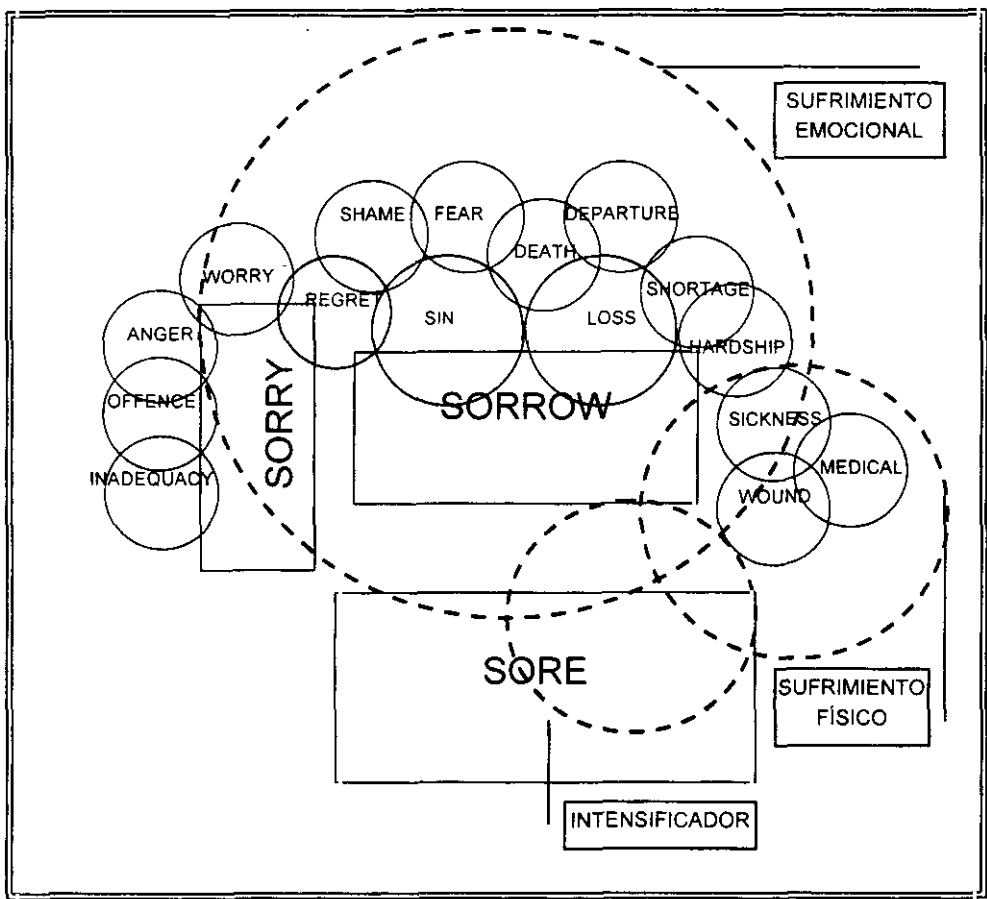 SUFRIMIENTO
EMOCIONAL
SHAME
FEAR
DEPARTURE
DEATH
WORRY
REGRET
SIN
LOSS
SHORTAGE
ANGER
HARDSHIP
OFFENCE
SORRY
SORROW
SICKNESS
MEDICAL
INADEQUACY
WOUND
SORE
SUFRIMIENTO
FÍSICO
INTENSIFICADOR